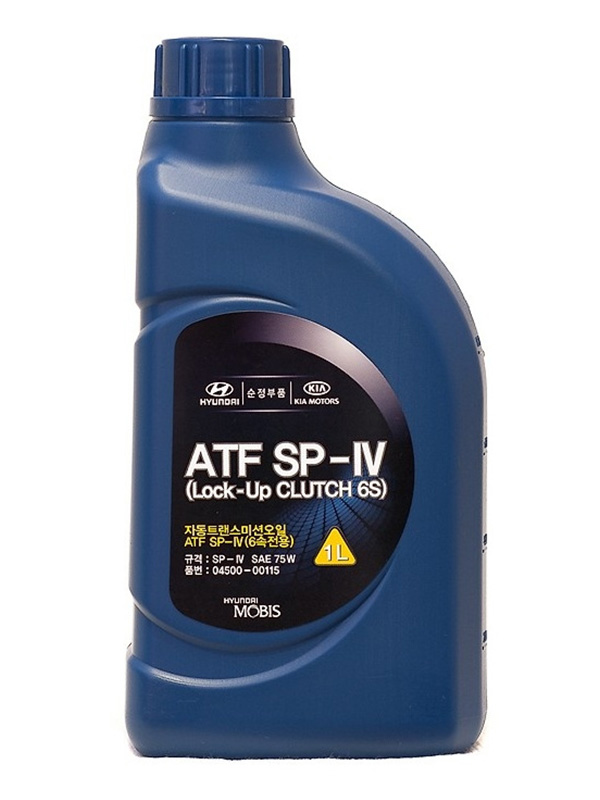 HYUNDAI 순정부품 KIA
KIA MOTORS
ATF SP-Ⅳ
(Lock-Up CLUTCH 6S)
자동트랜스미션오일
ATF SP-Ⅳ(6속전용)
1L
규격 : SP-Ⅳ SAE 75W
품번 : 04500-00115
HYUNDAI
MOBIS